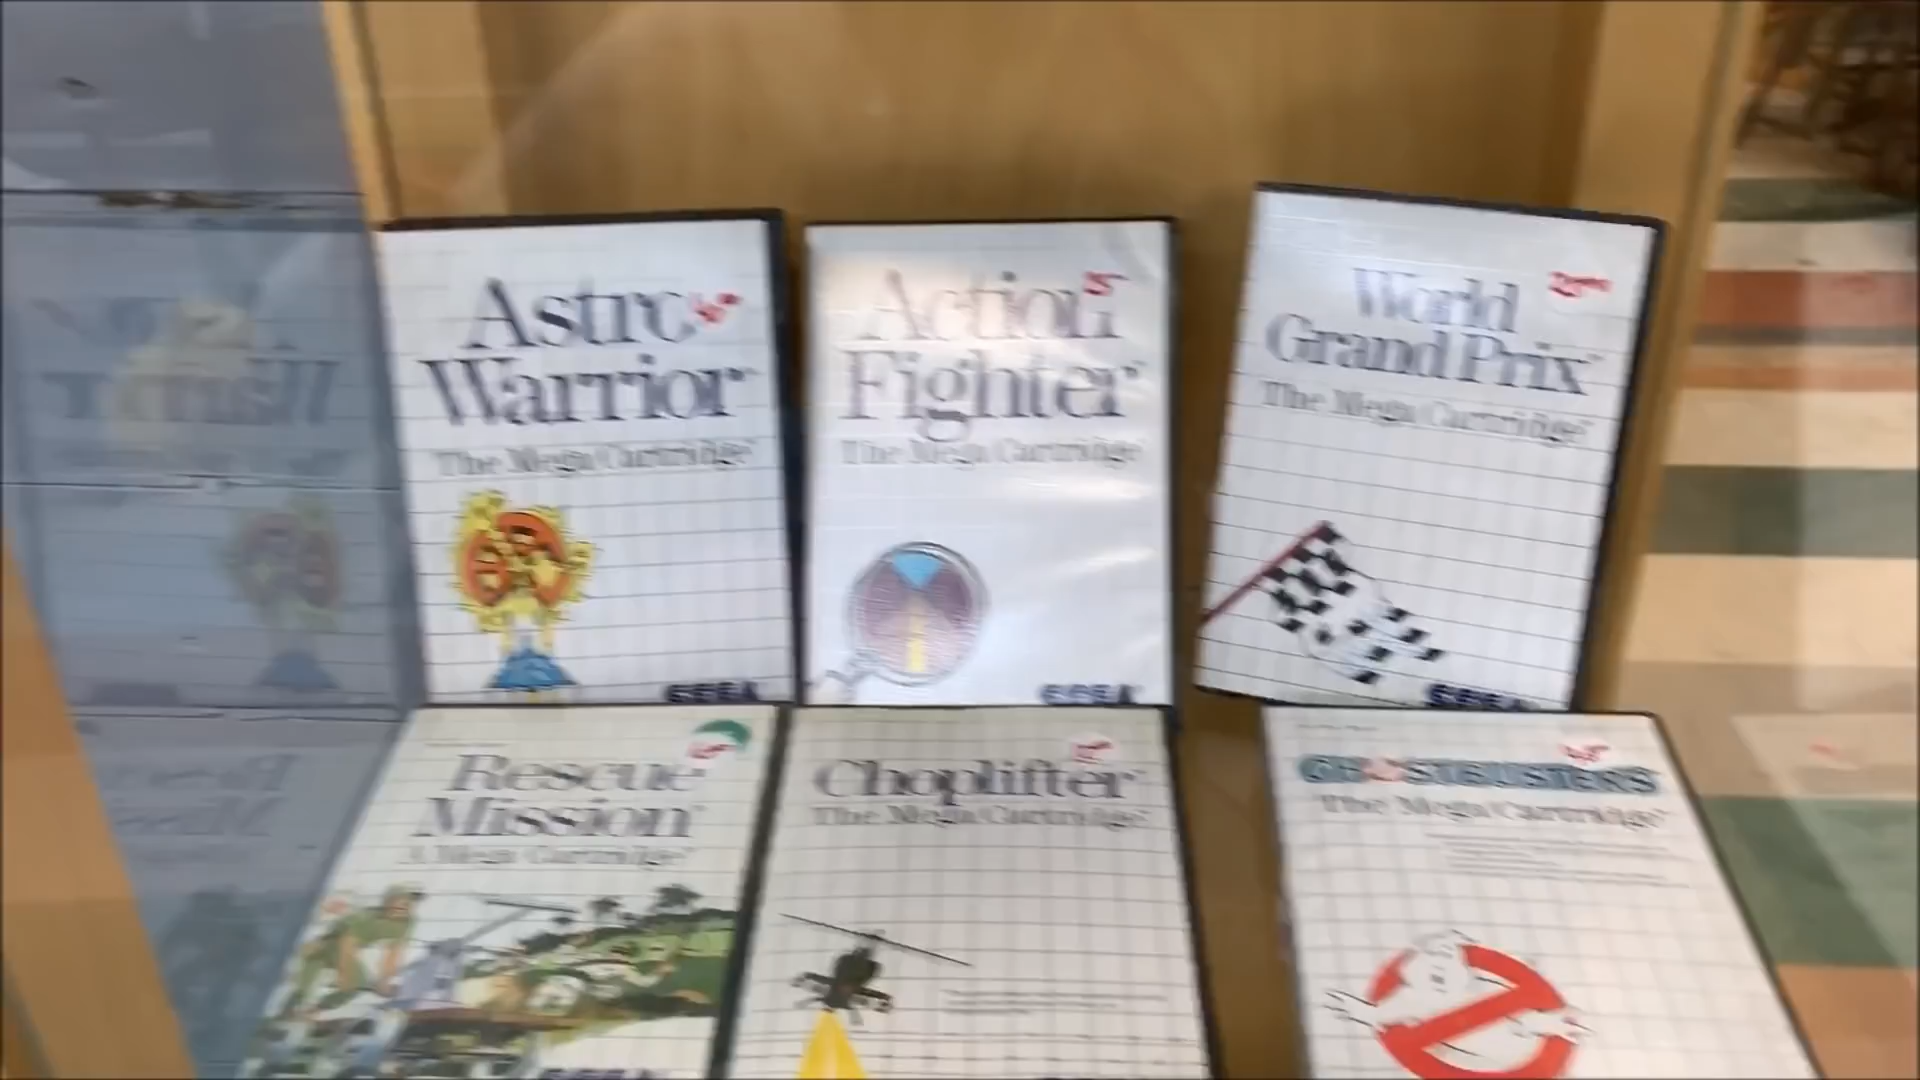 Astro
Warrior
The Mega Cartridge
SEGA
Action
Fighter
The Mega Cartridge
SEGA
World
Grand Prix
The Mega Cartridge
SEGA
Rescue
Mission
A Mega Cartridge
SEGA
Choplifter
The Mega Cartridge
GHOSTBUSTERS
The Mega Cartridge